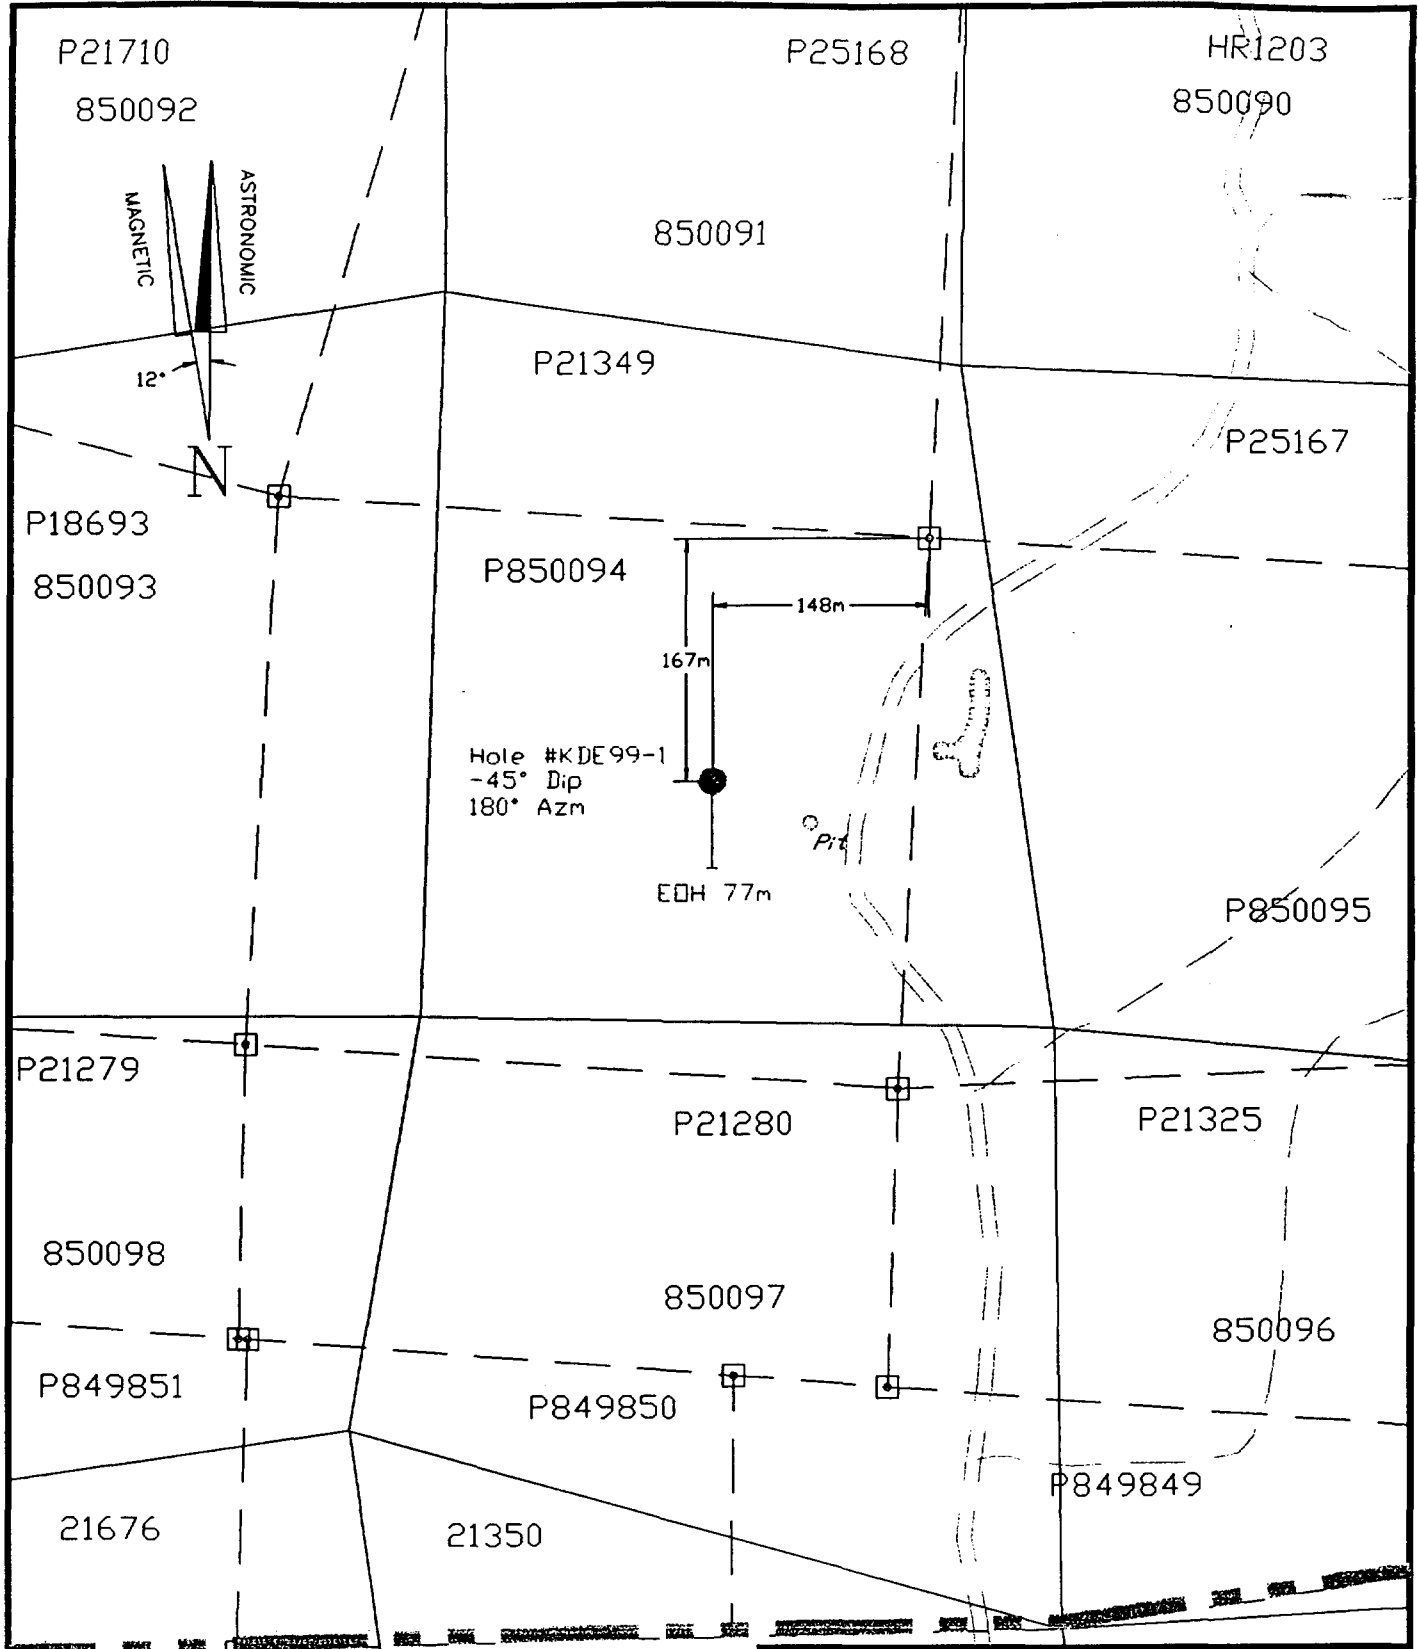 P21710
850092
P25168
HR1203
850090
ASTRONOMIC
MAGNETIC
850091
12°
P21349
P25167
N
P18693
850093
P850094
148m
167m
Hole #KDE99-1
-45° Dip
180° Azm
Pit
EOH 77m
P850095
P21279
P21280
P21325
850098
850097
850096
P849851
P849850
P849849
21676
21350